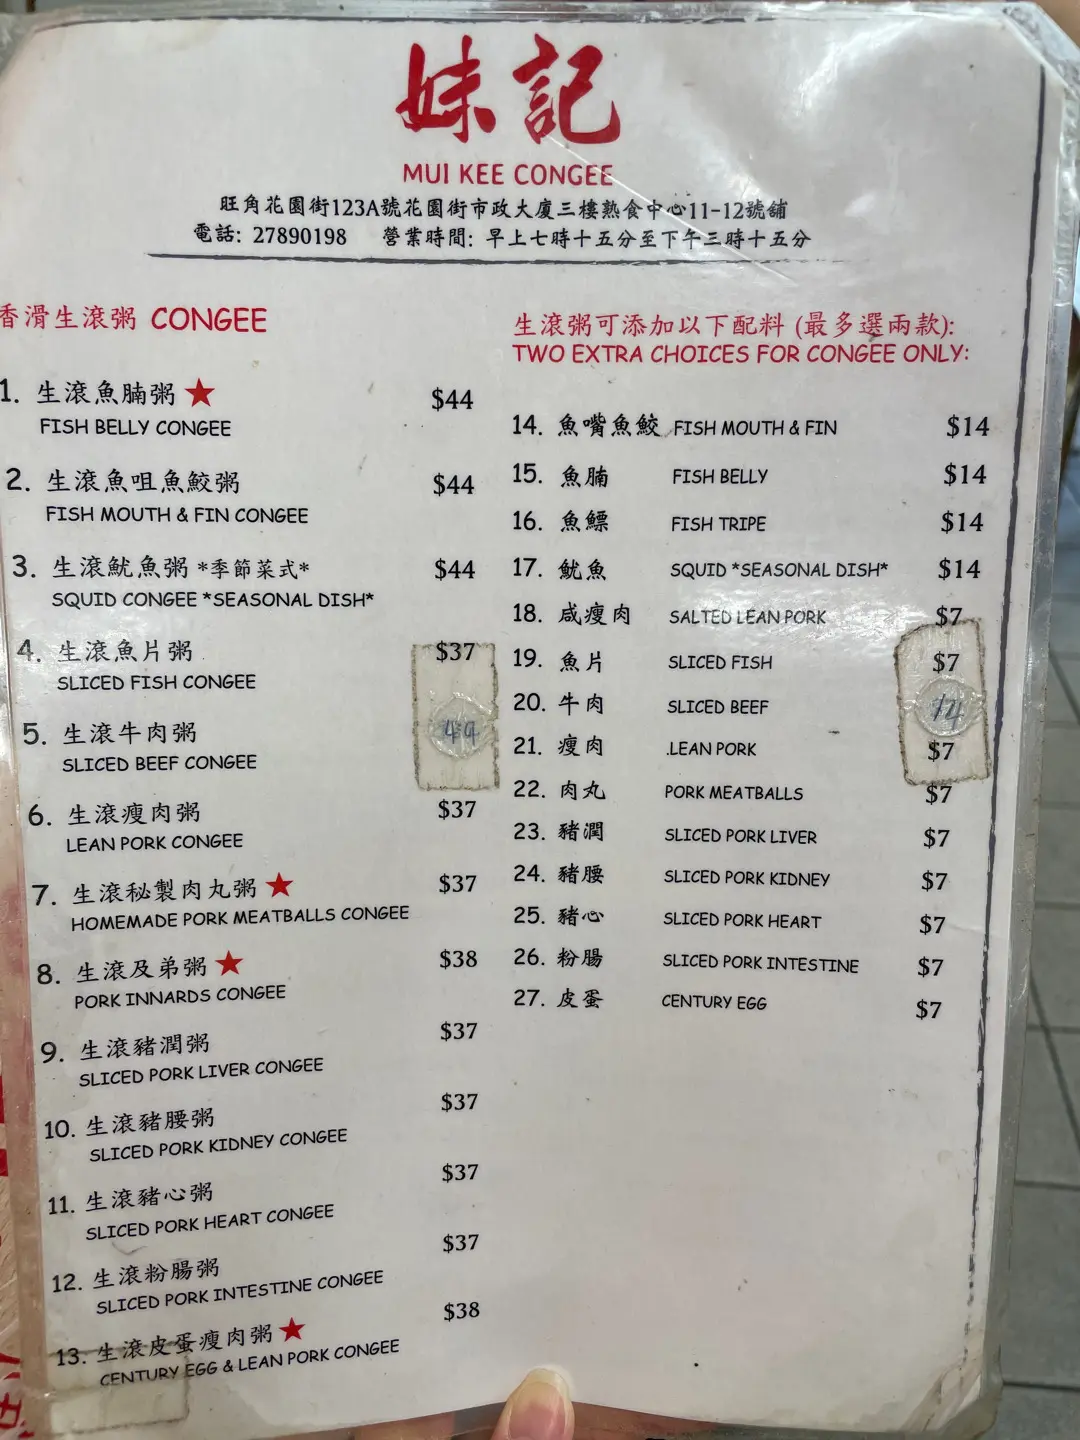 妹記
MUI KEE CONGEE
旺角花園街123A號花園街市政大廈三樓熟食中心11-12號舖
電話: 27890198 營業時間: 早上七時十五分至下午三時十五分
香滑生滾粥 CONGEE
1. 生滾魚腩粥 ★ $44
FISH BELLY CONGEE
2. 生滾魚咀魚鮫粥 $44
FISH MOUTH & FIN CONGEE
3. 生滾魷魚粥 *季節菜式* $44
SQUID CONGEE *SEASONAL DISH*
4. 生滾魚片粥 $37
SLICED FISH CONGEE
5. 生滾牛肉粥 44
SLICED BEEF CONGEE
6. 生滾瘦肉粥 $37
LEAN PORK CONGEE
7. 生滾秘製肉丸粥 ★ $37
HOMEMADE PORK MEATBALLS CONGEE
8. 生滾及弟粥 ★ $38
PORK INNARDS CONGEE
9. 生滾豬潤粥 $37
SLICED PORK LIVER CONGEE
10. 生滾豬腰粥 $37
SLICED PORK KIDNEY CONGEE
11. 生滾豬心粥 $37
SLICED PORK HEART CONGEE
12. 生滾粉腸粥 $37
SLICED PORK INTESTINE CONGEE
13. 生滾皮蛋瘦肉粥 ★ $38
CENTURY EGG & LEAN PORK CONGEE
生滾粥可添加以下配料 (最多選兩款):
TWO EXTRA CHOICES FOR CONGEE ONLY:
14. 魚嘴魚鮫 FISH MOUTH & FIN $14
15. 魚腩 FISH BELLY $14
16. 魚鰾 FISH TRIPE $14
17. 魷魚 SQUID *SEASONAL DISH* $14
18. 咸瘦肉 SALTED LEAN PORK $7
19. 魚片 SLICED FISH $7
20. 牛肉 SLICED BEEF 14
21. 瘦肉 .LEAN PORK $7
22. 肉丸 PORK MEATBALLS $7
23. 豬潤 SLICED PORK LIVER $7
24. 豬腰 SLICED PORK KIDNEY $7
25. 豬心 SLICED PORK HEART $7
26. 粉腸 SLICED PORK INTESTINE $7
27. 皮蛋 CENTURY EGG $7